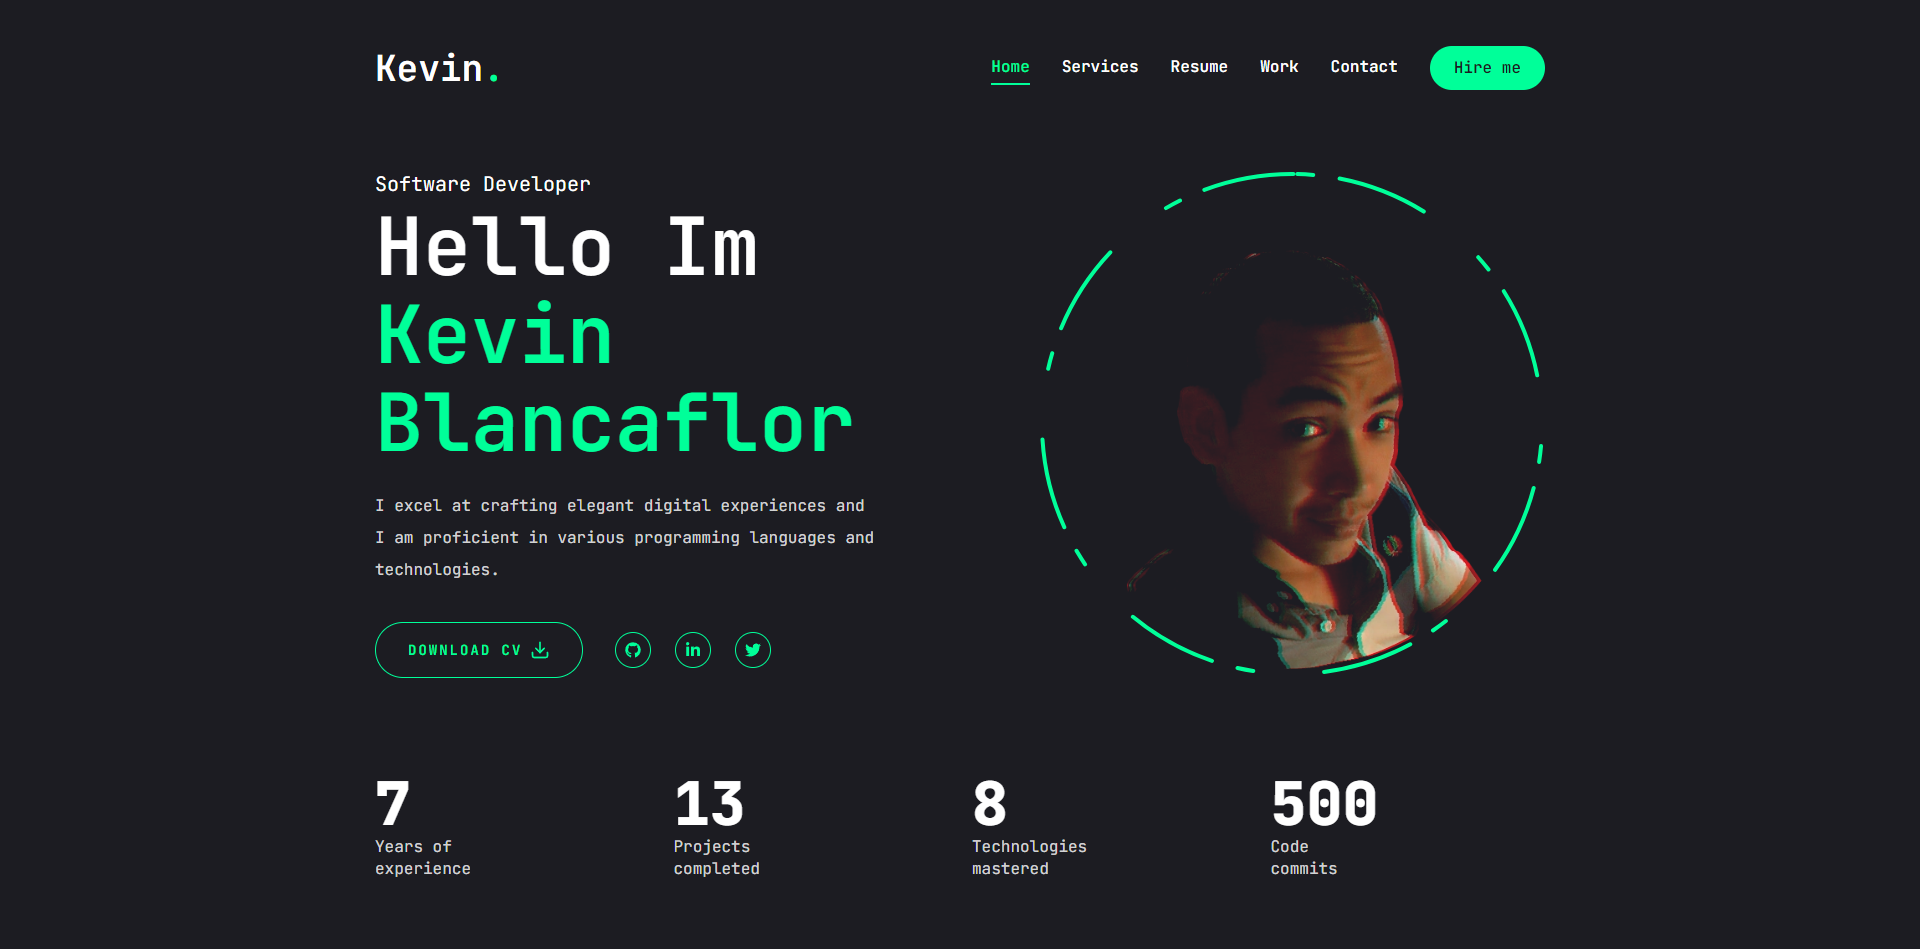 Kevin.
Home Services Resume Work Contact Hire me
Software Developer
Hello Im
Kevin
Blancaflor
I excel at crafting elegant digital experiences and
I am proficient in various programming languages and
technologies.
DOWNLOAD CV
in
7
Years of
experience
13
Projects
completed
8
Technologies
mastered
500
Code
commits